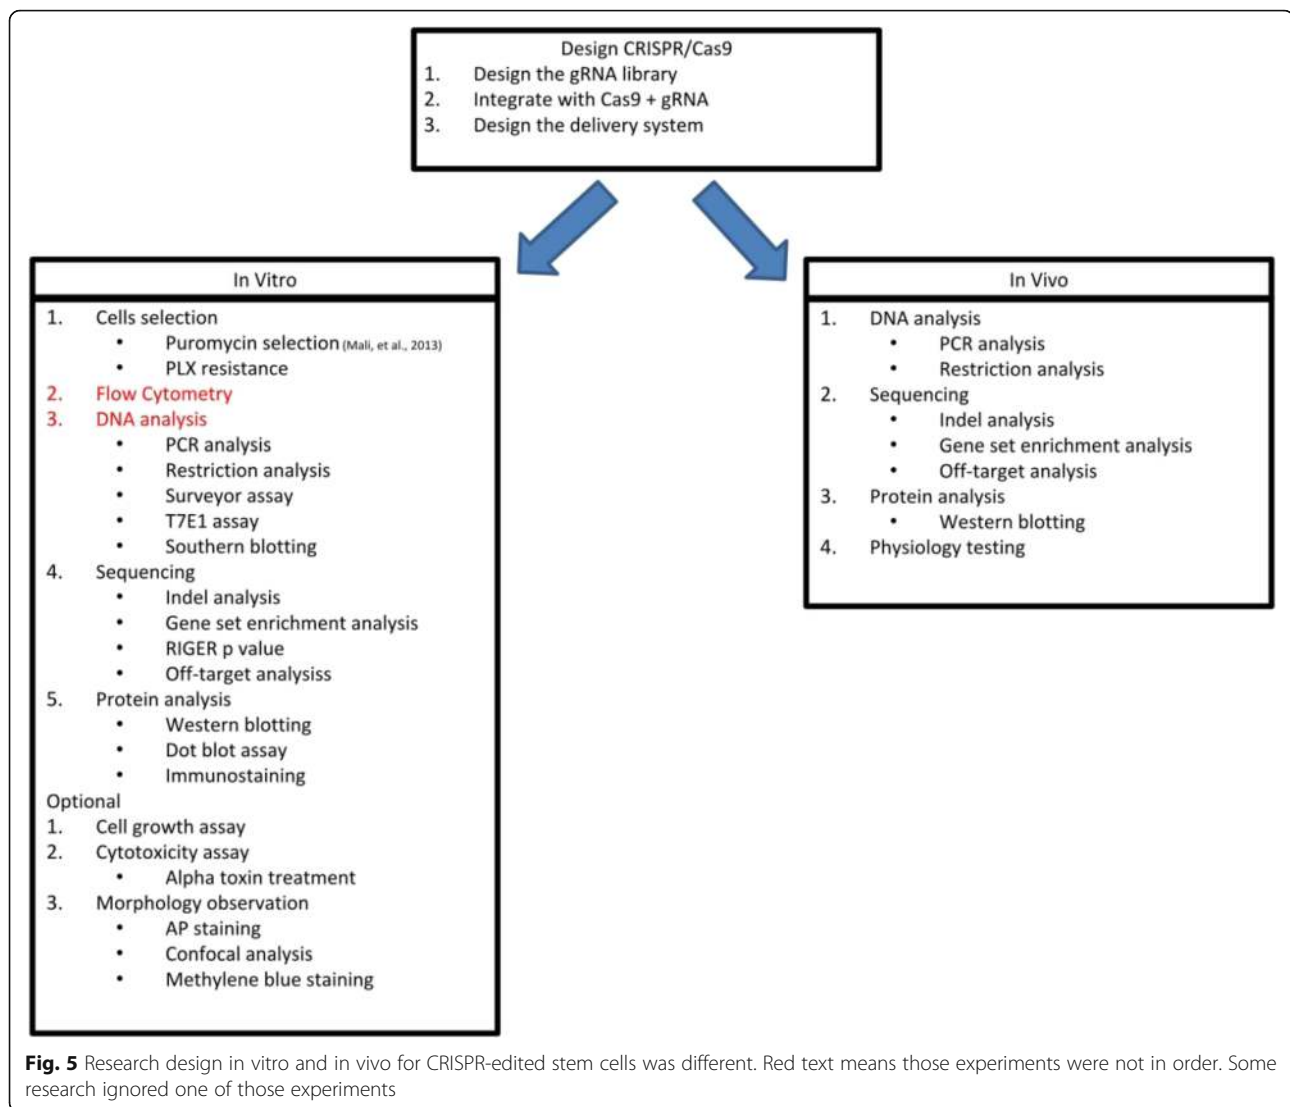 Design CRISPR/Cas9
1. Design the gRNA library
2. Integrate with Cas9 + gRNA
3. Design the delivery system
In Vitro
1. Cells selection
• Puromycin selection (Mali, et al., 2013)
• PLX resistance
2. Flow Cytometry
3. DNA analysis
• PCR analysis
• Restriction analysis
• Surveyor assay
• T7E1 assay
• Southern blotting
4. Sequencing
• Indel analysis
• Gene set enrichment analysis
• RIGER p value
• Off-target analysiss
5. Protein analysis
• Western blotting
• Dot blot assay
• Immunostaining
Optional
1. Cell growth assay
2. Cytotoxicity assay
• Alpha toxin treatment
3. Morphology observation
• AP staining
• Confocal analysis
• Methylene blue staining
In Vivo
1. DNA analysis
• PCR analysis
• Restriction analysis
2. Sequencing
• Indel analysis
• Gene set enrichment analysis
• Off-target analysis
3. Protein analysis
• Western blotting
4. Physiology testing
Fig. 5 Research design in vitro and in vivo for CRISPR-edited stem cells was different. Red text means those experiments were not in order. Some
research ignored one of those experiments